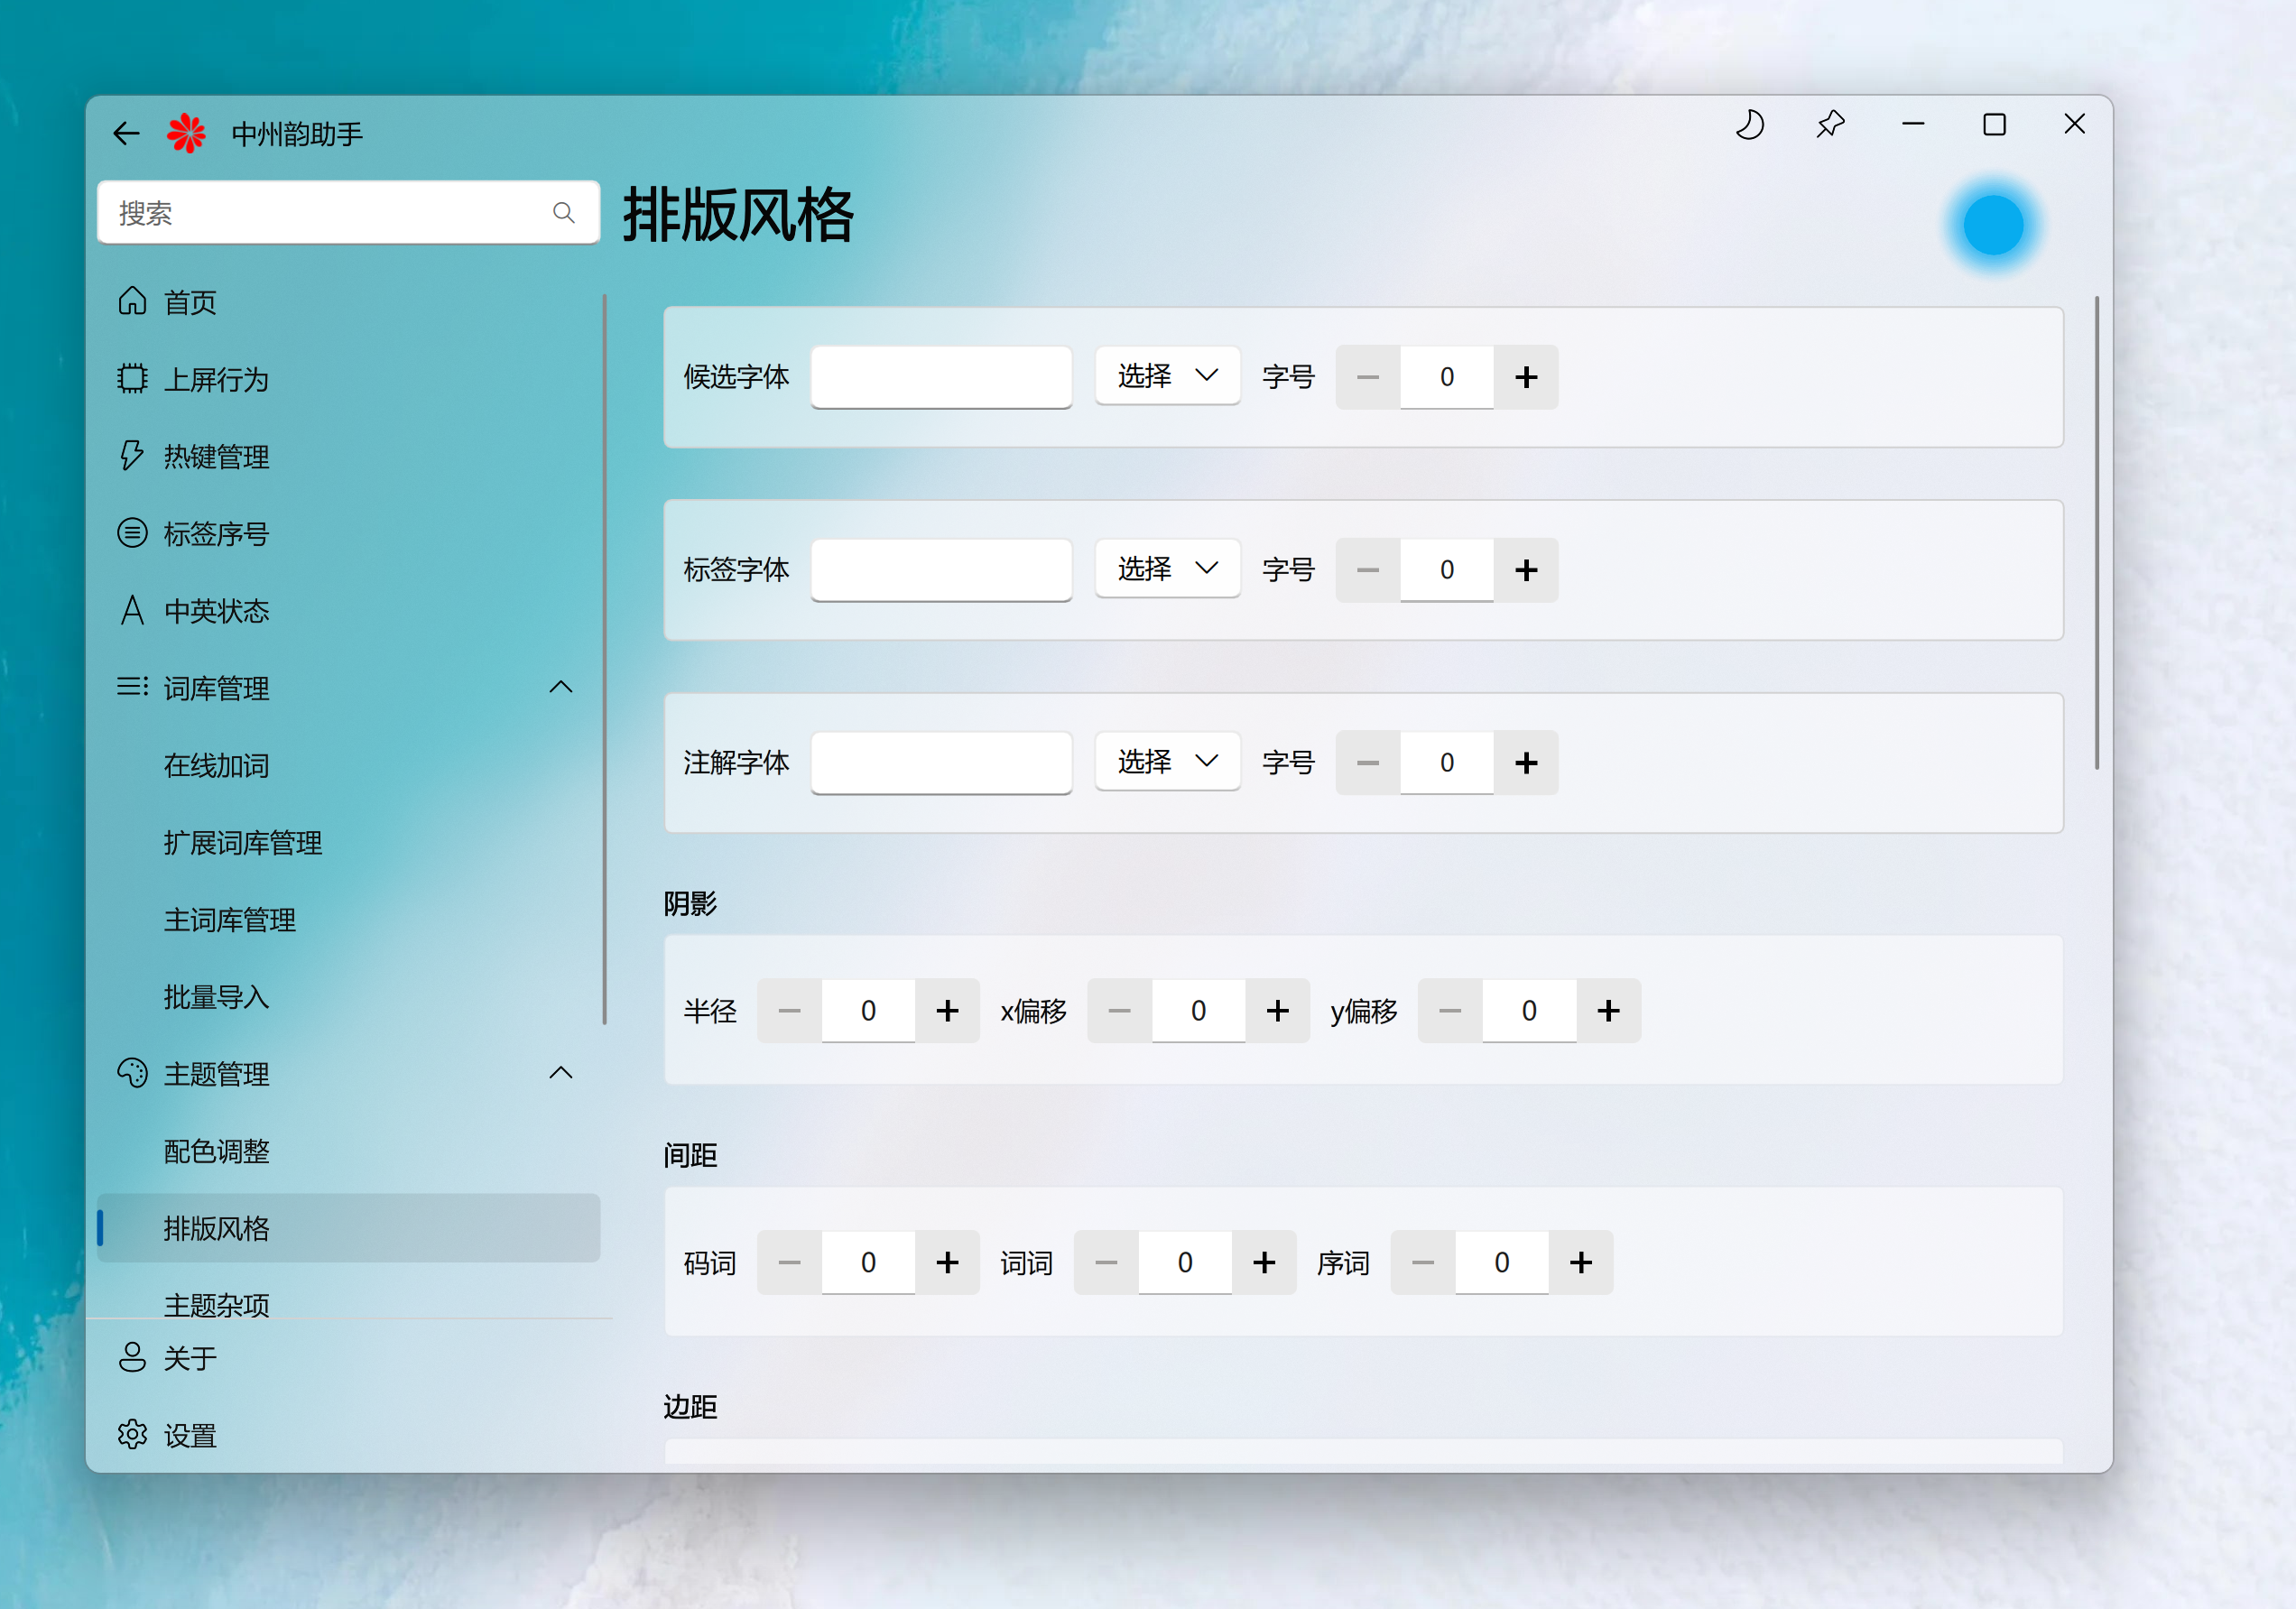 中州韵助手
搜索
首页
上屏行为
热键管理
标签序号
中英状态
词库管理
在线加词
扩展词库管理
主词库管理
批量导入
主题管理
配色调整
排版风格
主题杂项
关于
设置
排版风格
候选字体 选择 字号 0
标签字体 选择 字号 0
注解字体 选择 字号 0
阴影
半径 0 x偏移 0 y偏移 0
间距
码词 0 词词 0 序词 0
边距